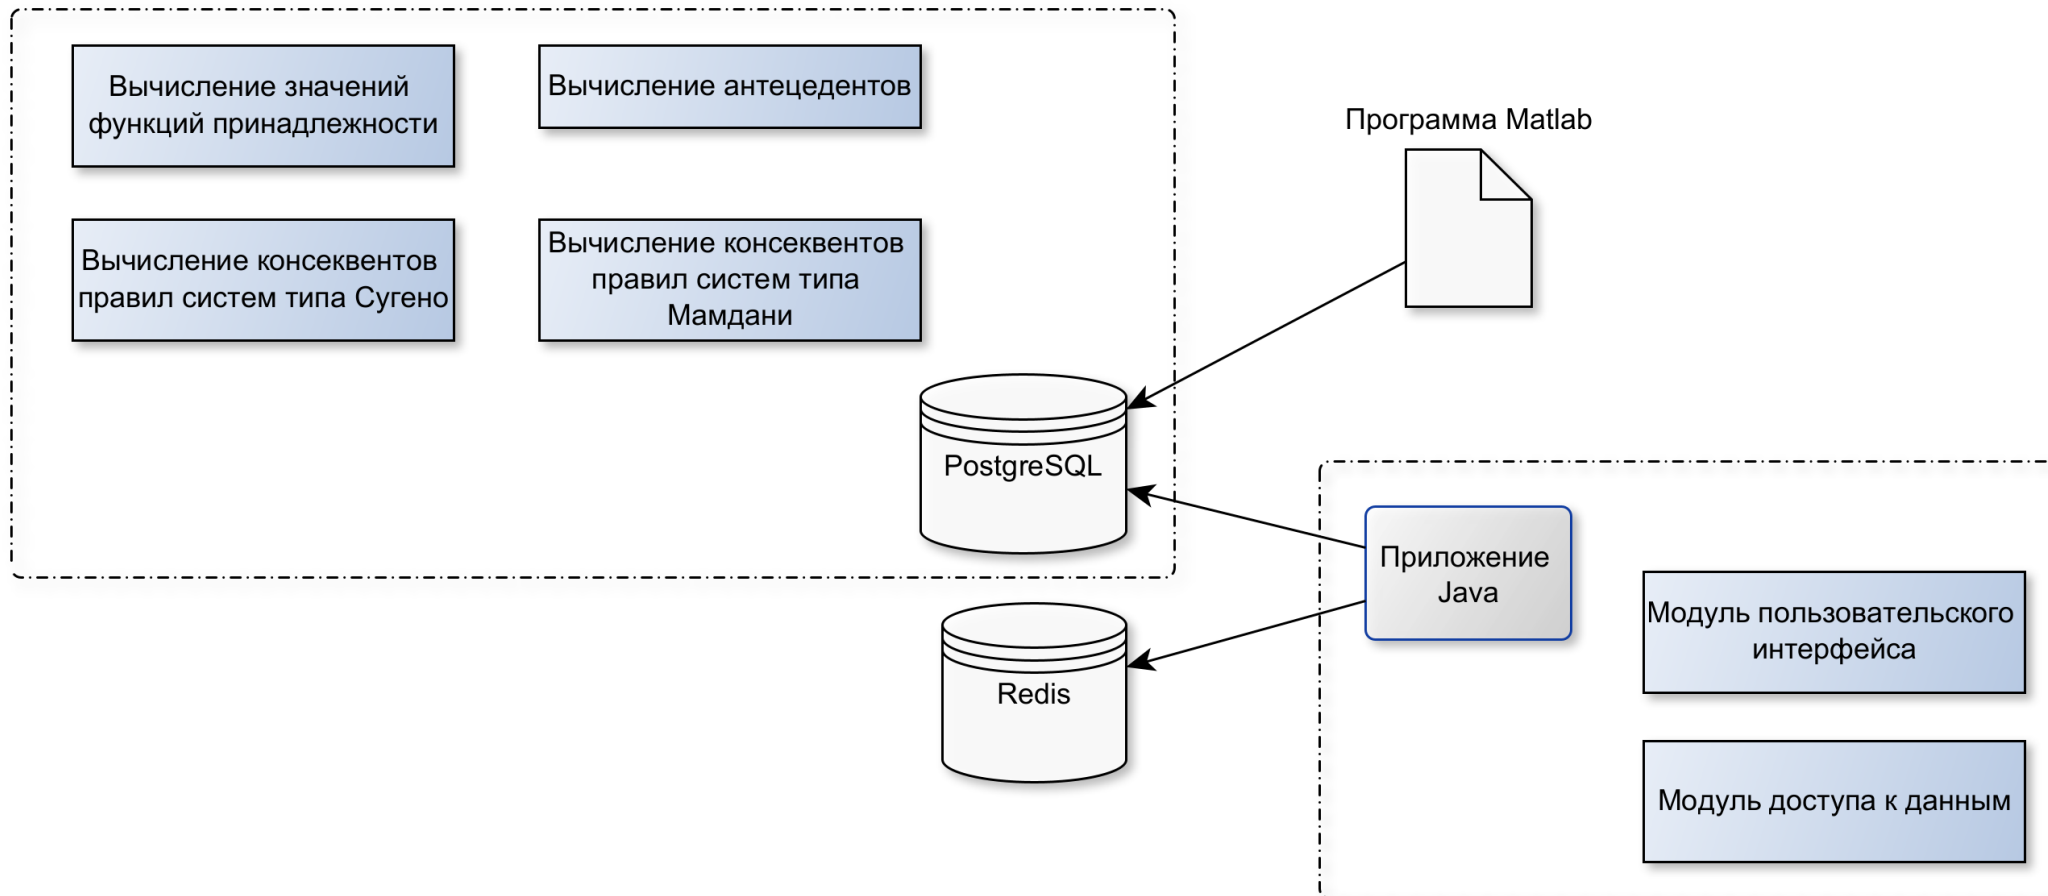 Вычисление значений
функций принадлежности
Вычисление антецедентов
Вычисление консеквентов
правил систем типа Сугено
Вычисление консеквентов
правил систем типа
Мамдани
Программа Matlab
PostgreSQL
Приложение
Java
Redis
Модуль пользовательского
интерфейса
Модуль доступа к данным